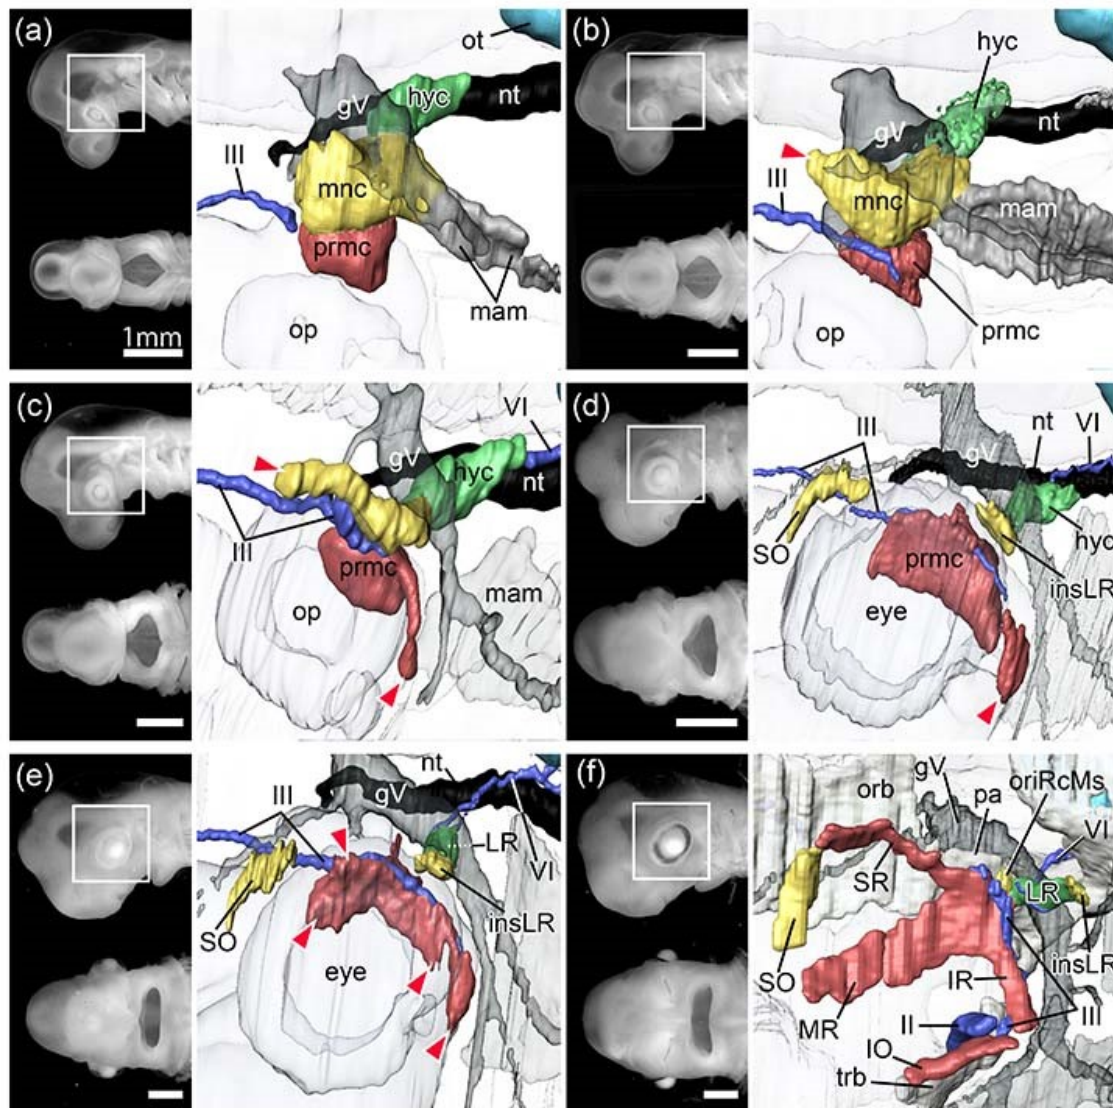 (a)
ot
gV
hyc
nt
III
mnc
prmc
mam
op
1mm
(b)
hyc
gV
nt
III
mnc
mam
op
prmc
(c)
VI
gV
hyc
nt
III
prmc
op
mam
(d)
III
nt
VI
gV
SO
prmc
hyc
insLR
eye
(e)
nt
III
gV
LR
VI
SO
insLR
eye
(f)
gV
orb
pa
oriRcMs
VI
SR
LR
SO
insLR
MR
IR
II
III
IO
trb